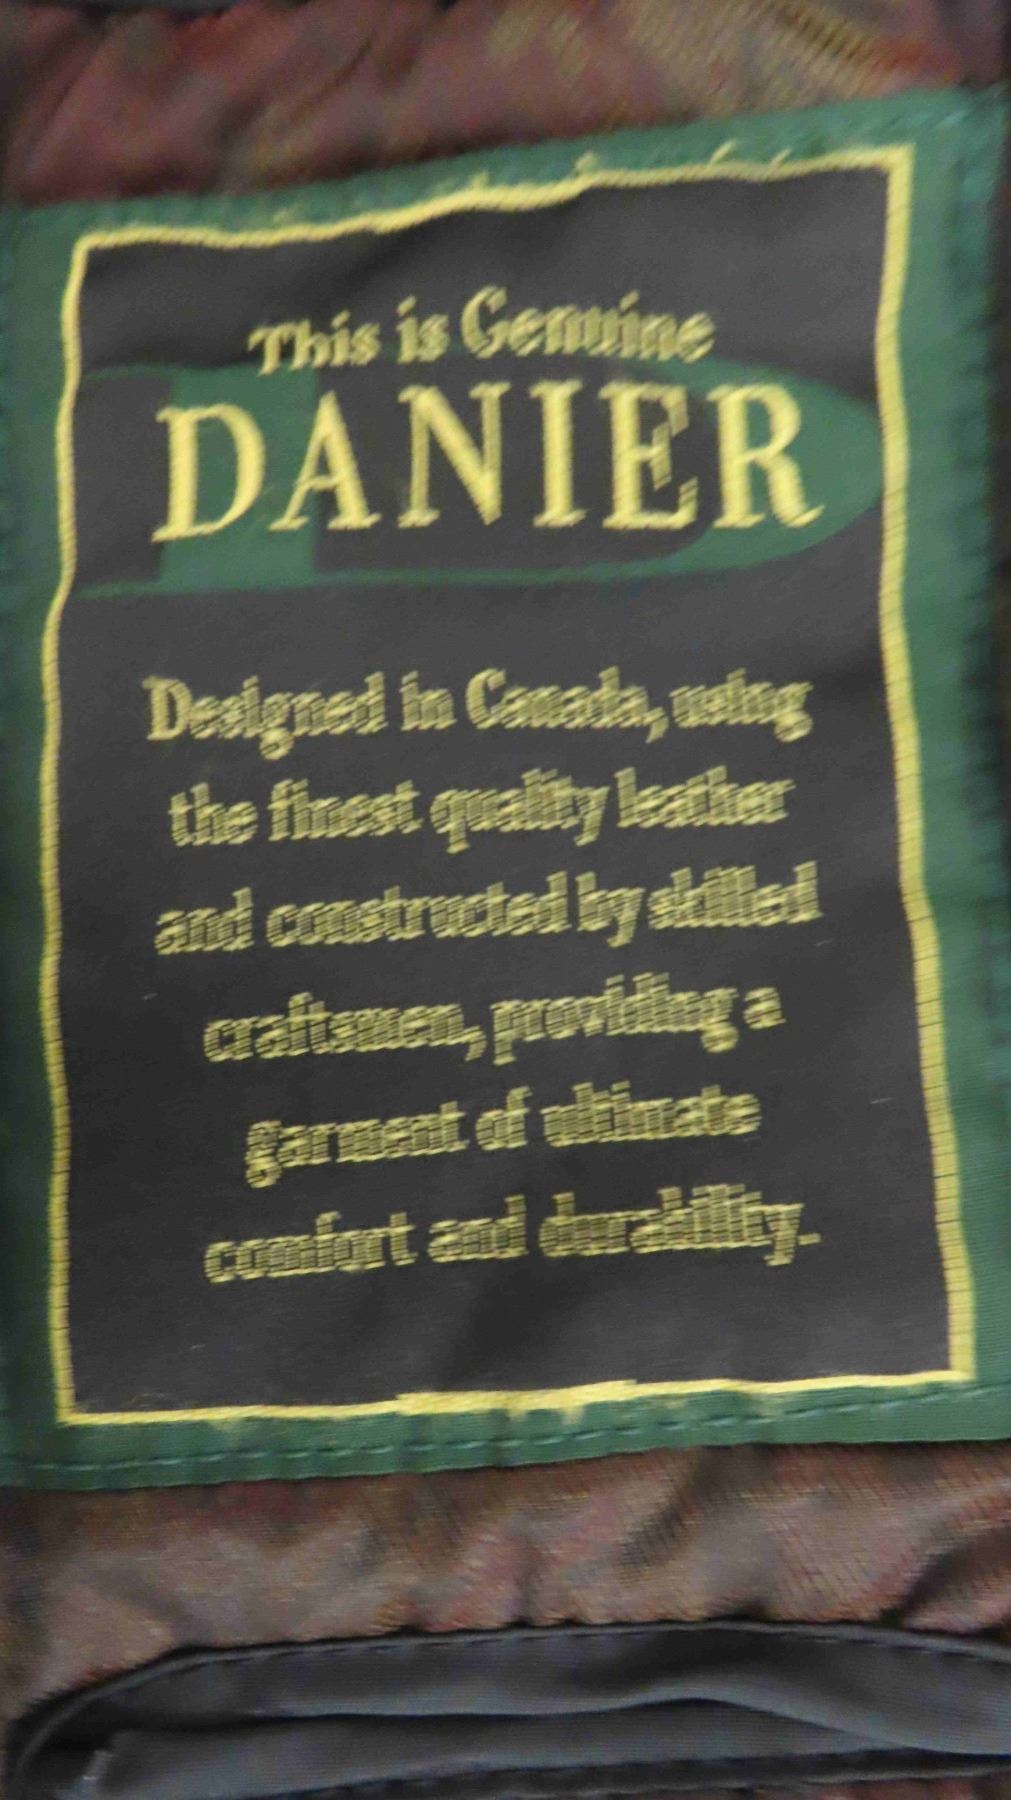 This is Genuine
DANIER
Designed in Canada, using
the finest quality leather
and constructed by skilled
craftsmen, providing a
garment of ultimate
comfort and durability.